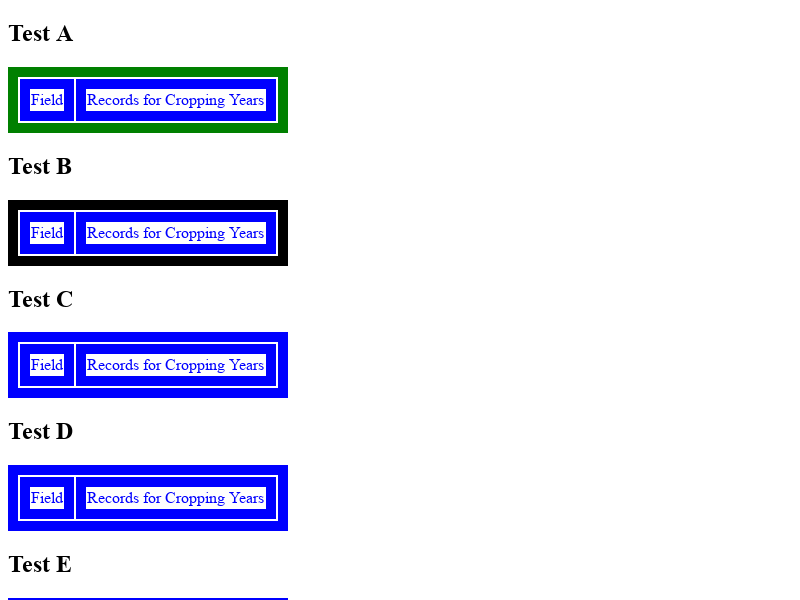 Test A
Field Records for Cropping Years
Test B
Field Records for Cropping Years
Test C
Field Records for Cropping Years
Test D
Field Records for Cropping Years
Test E